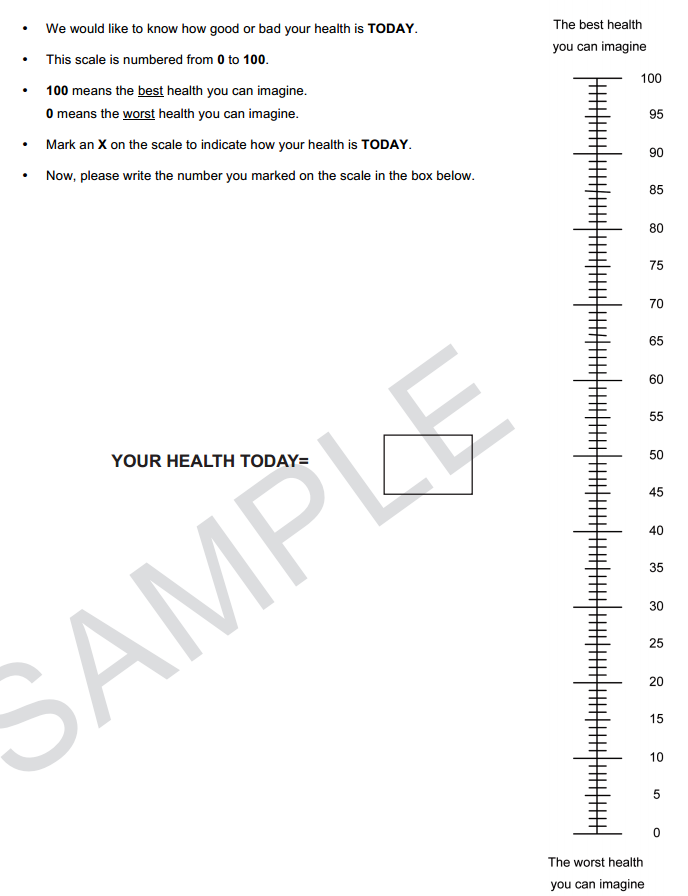 • We would like to know how good or bad your health is TODAY.
• This scale is numbered from 0 to 100.
• 100 means the best health you can imagine.
0 means the worst health you can imagine.
• Mark an X on the scale to indicate how your health is TODAY.
• Now, please write the number you marked on the scale in the box below.
YOUR HEALTH TODAY=
SAMPLE
The best health
you can imagine
100
95
90
85
80
75
70
65
60
55
50
45
40
35
30
25
20
15
10
5
0
The worst health
you can imagine